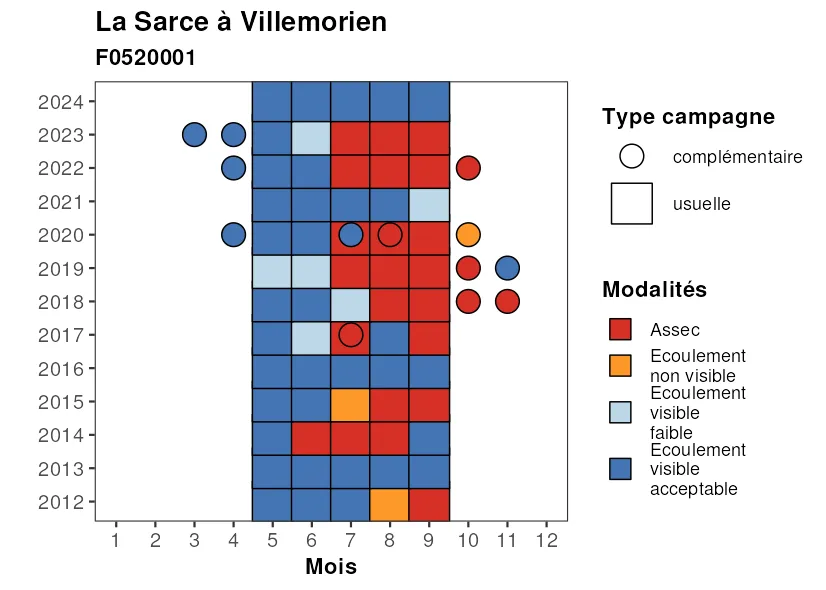 La Sarce à Villemorien
F0520001
2024
2023
2022
2021
2020
2019
2018
2017
2016
2015
2014
2013
2012
1 2 3 4 5 6 7 8 9 10 11 12
Mois
Type campagne
complémentaire
usuelle
Modalités
Assec
Ecoulement
non visible
Ecoulement
visible
faible
Ecoulement
visible
acceptable